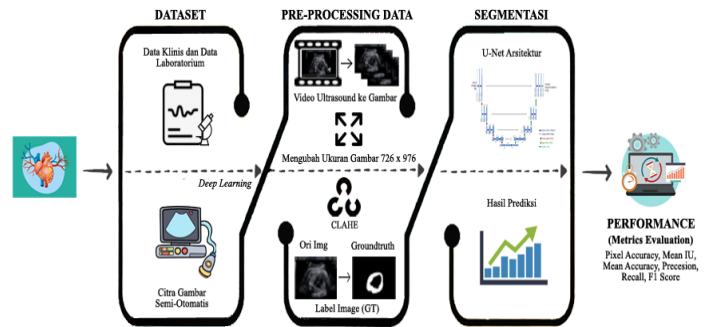 DATASET
Data Klinis dan Data
Laboratorium
Deep Learning
Citra Gambar
Semi-Otomatis
PRE-PROCESSING DATA
Video Ultrasound ke Gambar
Mengubah Ukuran Gambar 726 x 976
CLAHE
Ori Img
Groundtruth
Label Image (GT)
SEGMENTASI
U-Net Arsitektur
Hasil Prediksi
PERFORMANCE
(Metrics Evaluation)
Pixel Accuracy, Mean IU,
Mean Accuracy, Precesion,
Recall, F1 Score